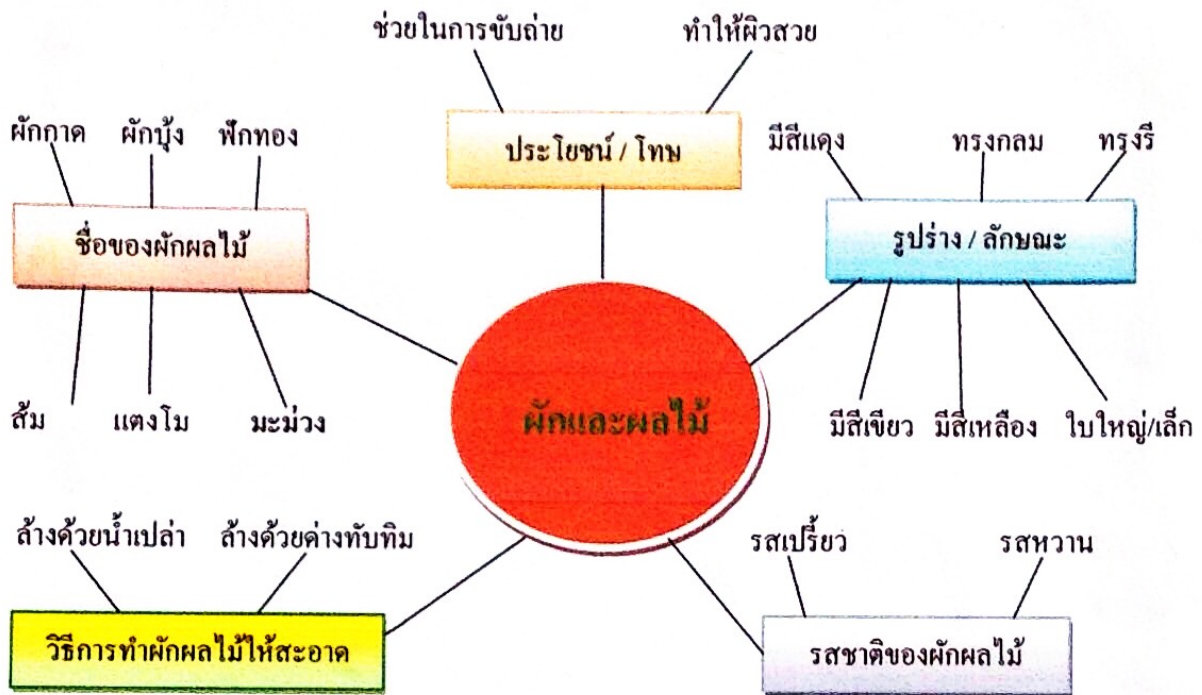 ช่วยในการขับถ่าย
ทำให้ผิวสวย
ประโยชน์ / โทษ
ผักกาด
ผักบุ้ง
ฟักทอง
ชื่อของผักผลไม้
ส้ม
แตงโม
มะม่วง
มีสีแดง
ทรงกลม
ทรงรี
รูปร่าง / ลักษณะ
มีสีเขียว
มีสีเหลือง
ใบใหญ่/เล็ก
ผักและผลไม้
ล้างด้วยน้ำเปล่า
ล้างด้วยด่างทับทิม
วิธีการทำผักผลไม้ให้สะอาด
รสเปรี้ยว
รสหวาน
รสชาติของผักผลไม้